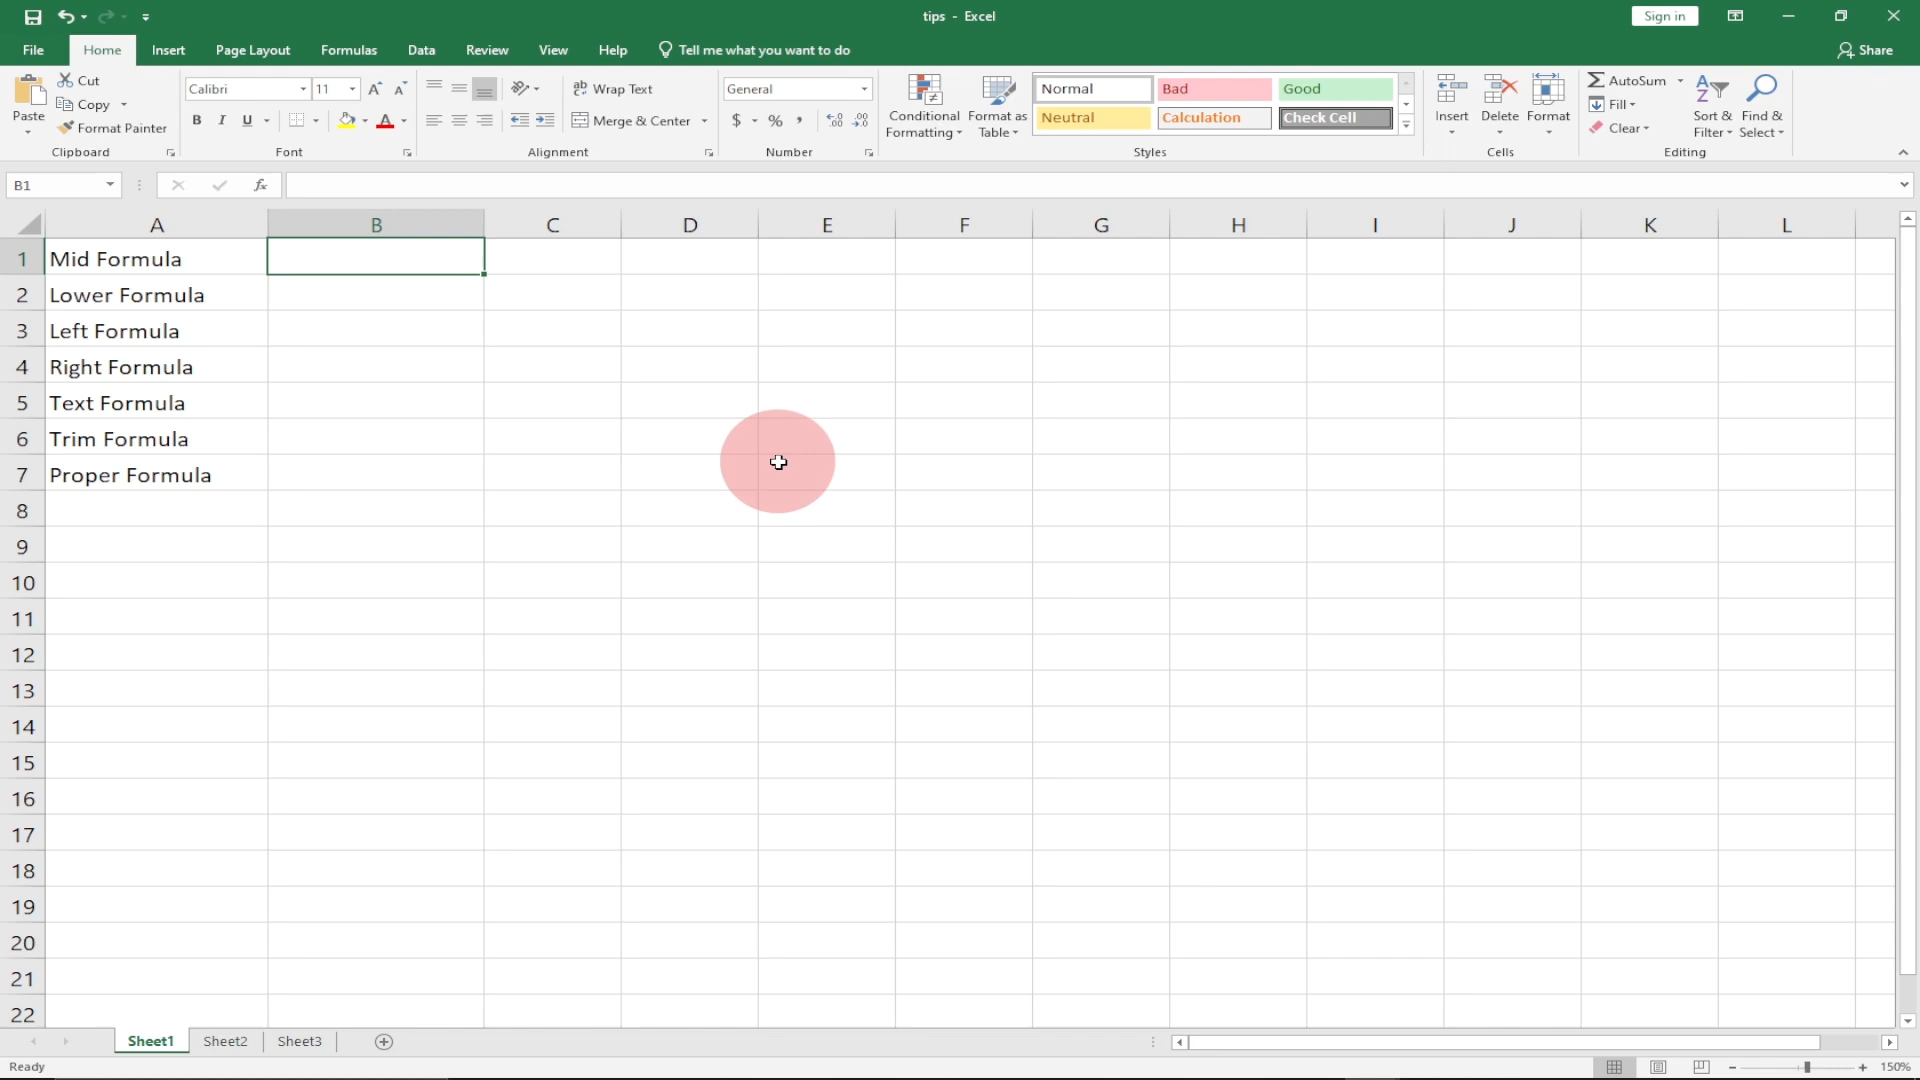 tips - Excel
Sign in
File Home Insert Page Layout Formulas Data Review View Help Tell me what you want to do Share
Paste
Cut
Copy
Format Painter
Clipboard
Calibri 11
B I U A
Font
Wrap Text
Merge & Center
Alignment
General
$ % ,
Number
Conditional Formatting
Format as Table
Normal Bad Good
Neutral Calculation Check Cell
Styles
Insert Delete Format
Cells
AutoSum
Fill
Clear
Sort & Filter
Find & Select
Editing
B1 fx
A B C D E F G H I J K L
1 Mid Formula
2 Lower Formula
3 Left Formula
4 Right Formula
5 Text Formula
6 Trim Formula
7 Proper Formula
8
9
10
11
12
13
14
15
16
17
18
19
20
21
22
Sheet1 Sheet2 Sheet3
Ready 150%